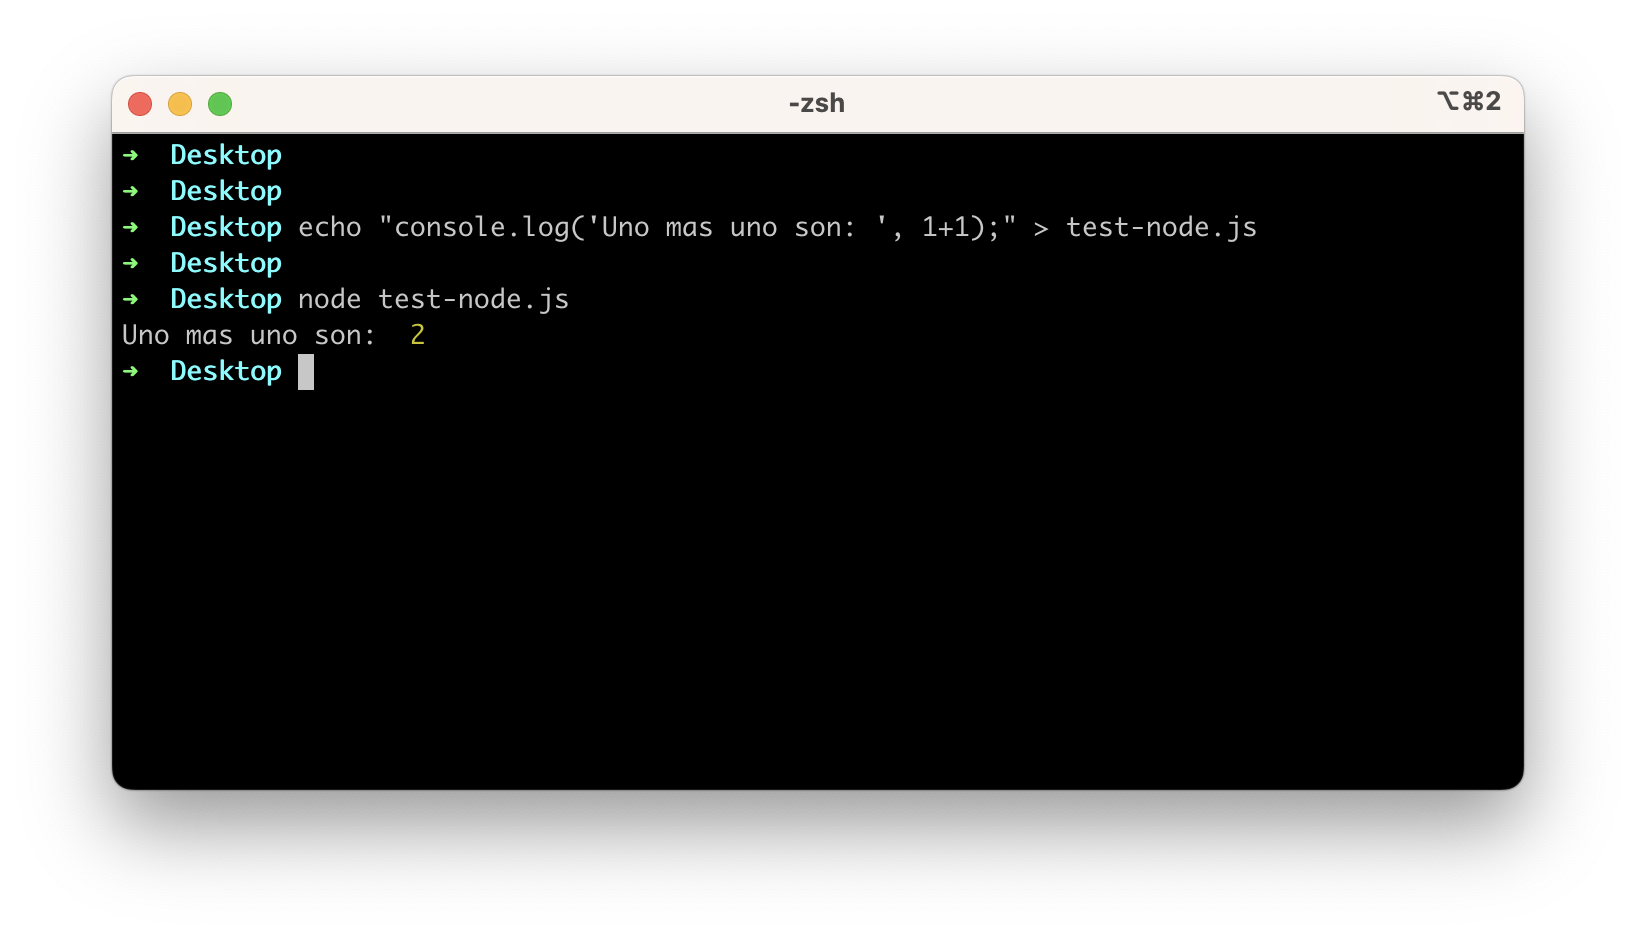 -zsh
⌥⌘2
➜  Desktop
➜  Desktop
➜  Desktop echo "console.log('Uno mas uno son: ', 1+1);" > test-node.js
➜  Desktop
➜  Desktop node test-node.js
Uno mas uno son:  2
➜  Desktop